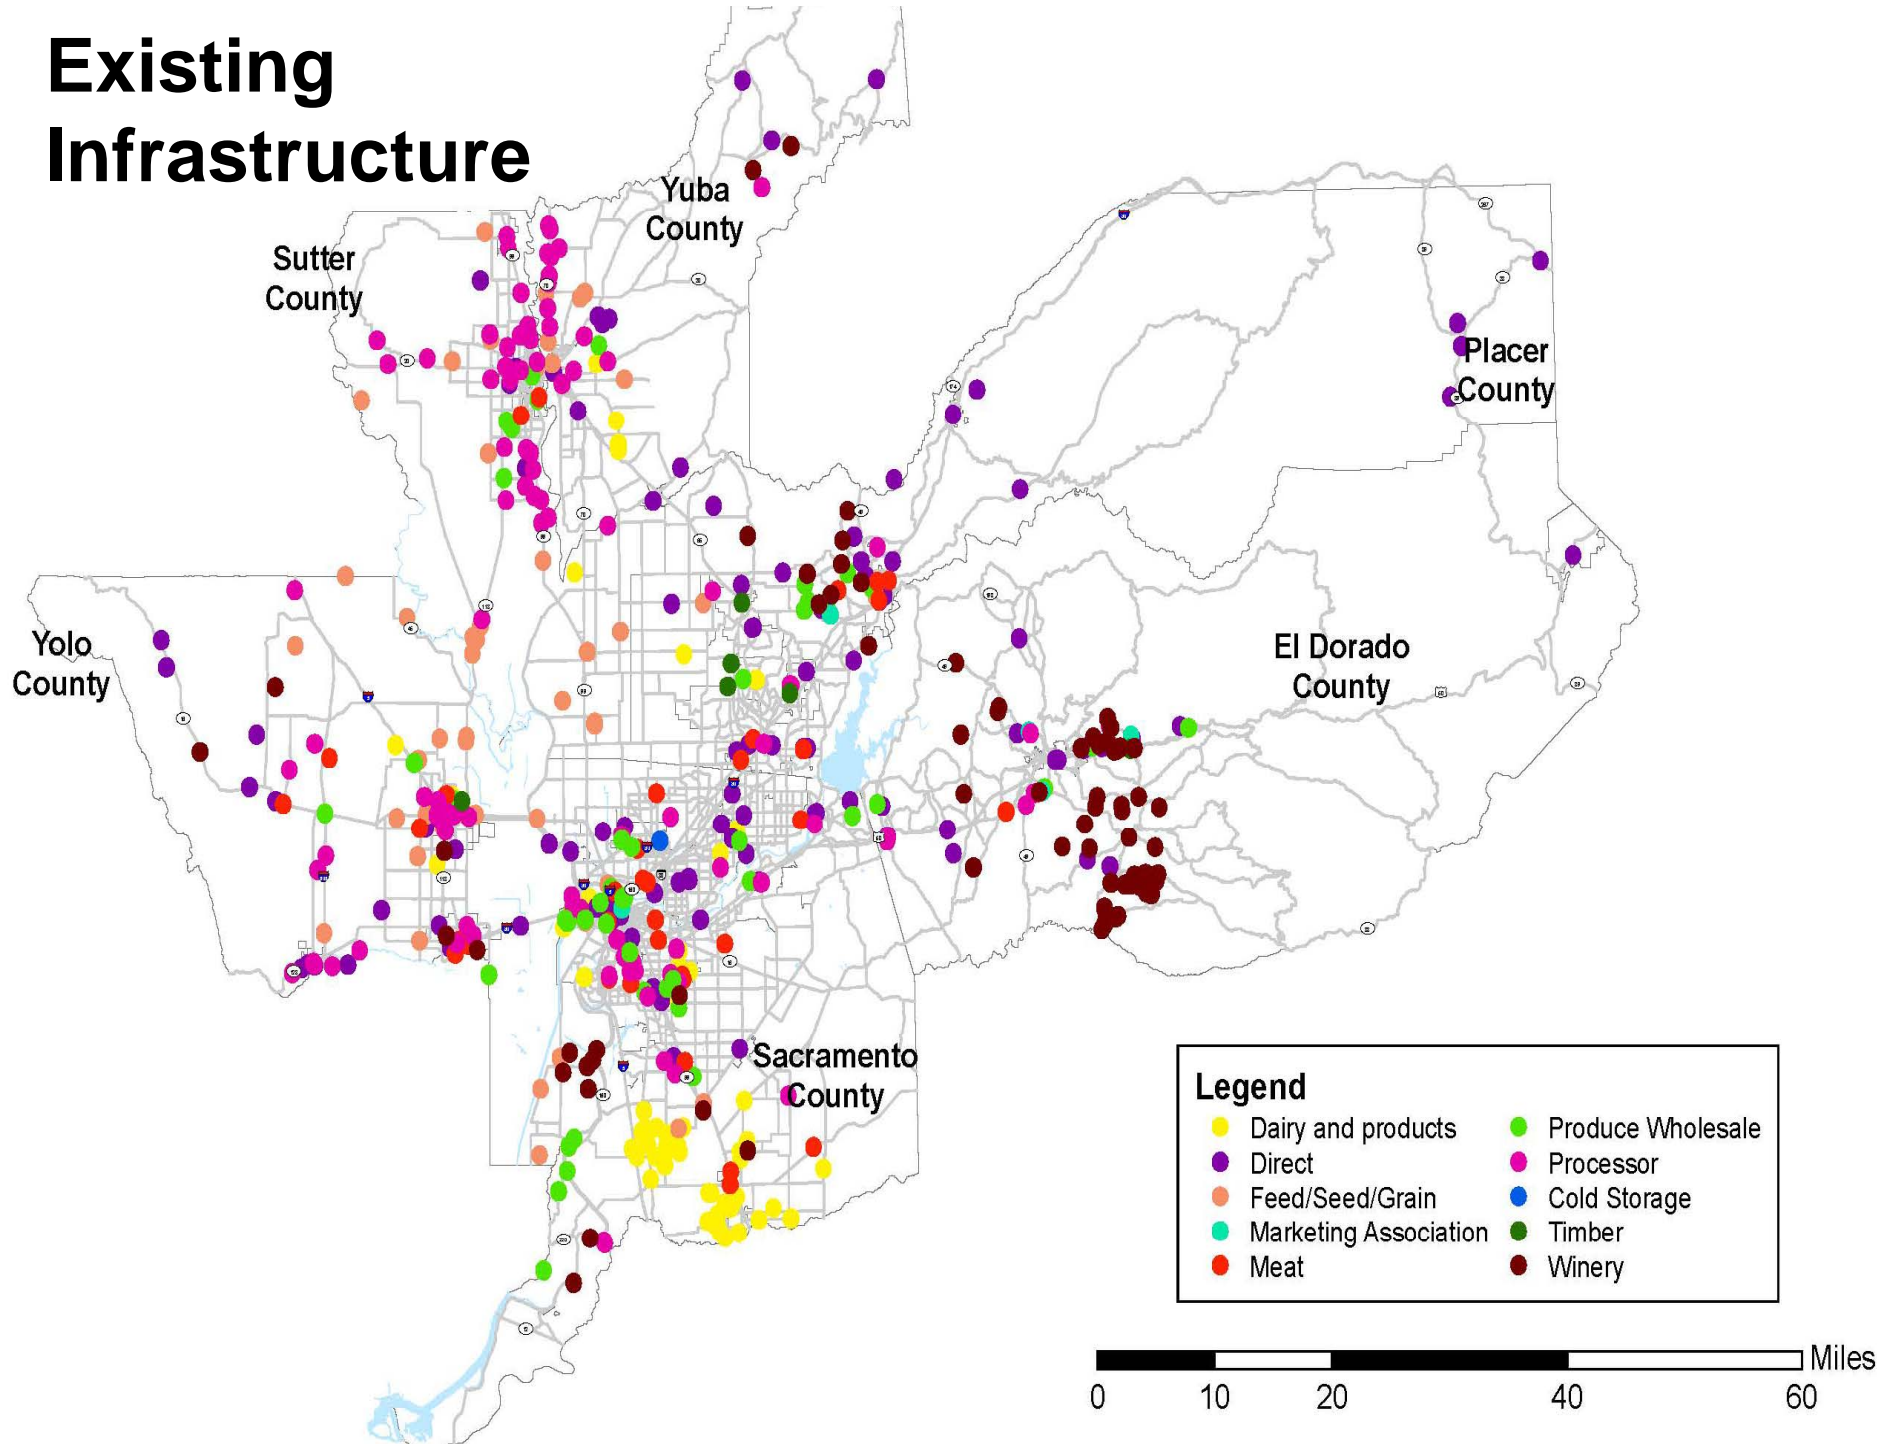 Existing
Infrastructure
Yuba
County
Sutter
County
Placer
County
Yolo
County
El Dorado
County
Sacramento
County
Legend
Dairy and products
Direct
Feed/Seed/Grain
Marketing Association
Meat
Produce Wholesale
Processor
Cold Storage
Timber
Winery
Miles
0 10 20 40 60